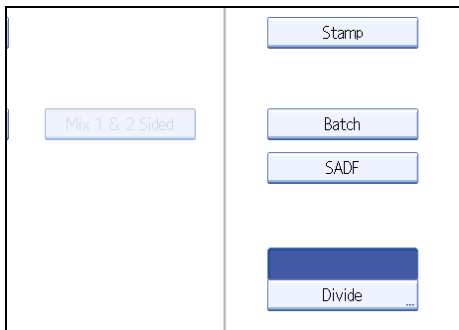 Stamp
Mix 1 & 2 Sided
Batch
SADF
Divide
...